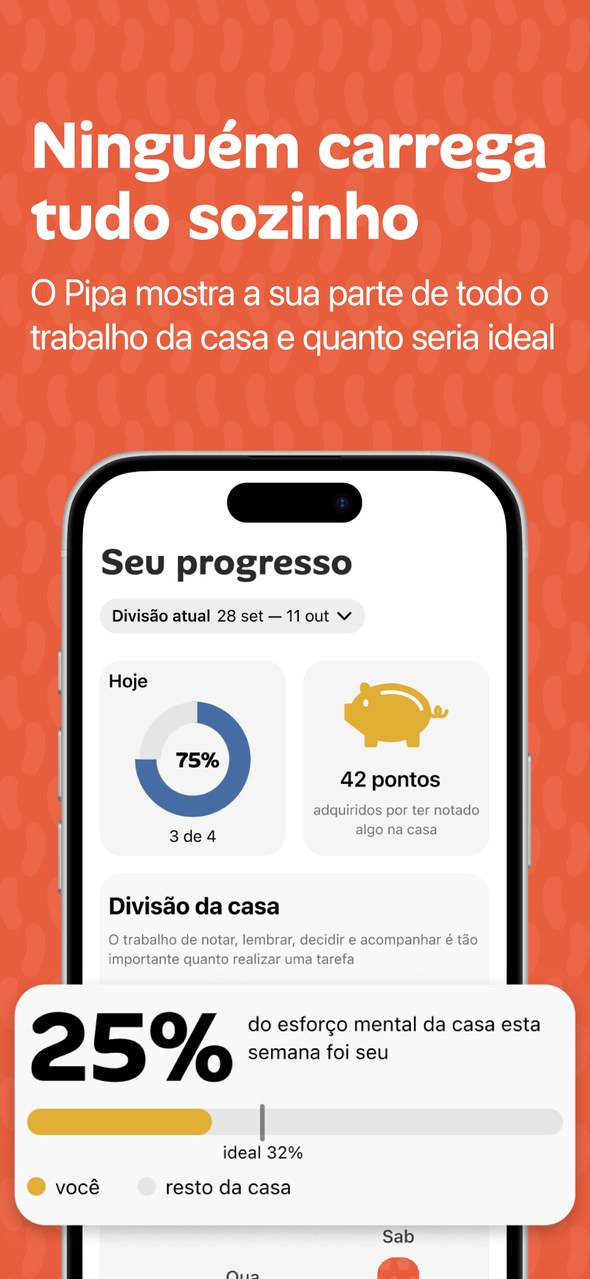 Ninguém carrega
tudo sozinho
O Pipa mostra a sua parte de todo o
trabalho da casa e quanto seria ideal
Seu progresso
Divisão atual 28 set — 11 out
Hoje
75%
3 de 4
42 pontos
adquiridos por ter notado
algo na casa
Divisão da casa
O trabalho de notar, lembrar, decidir e acompanhar é tão
importante quanto realizar uma tarefa
25%
do esforço mental da casa esta
semana foi seu
ideal 32%
você
resto da casa
Sab
Qua